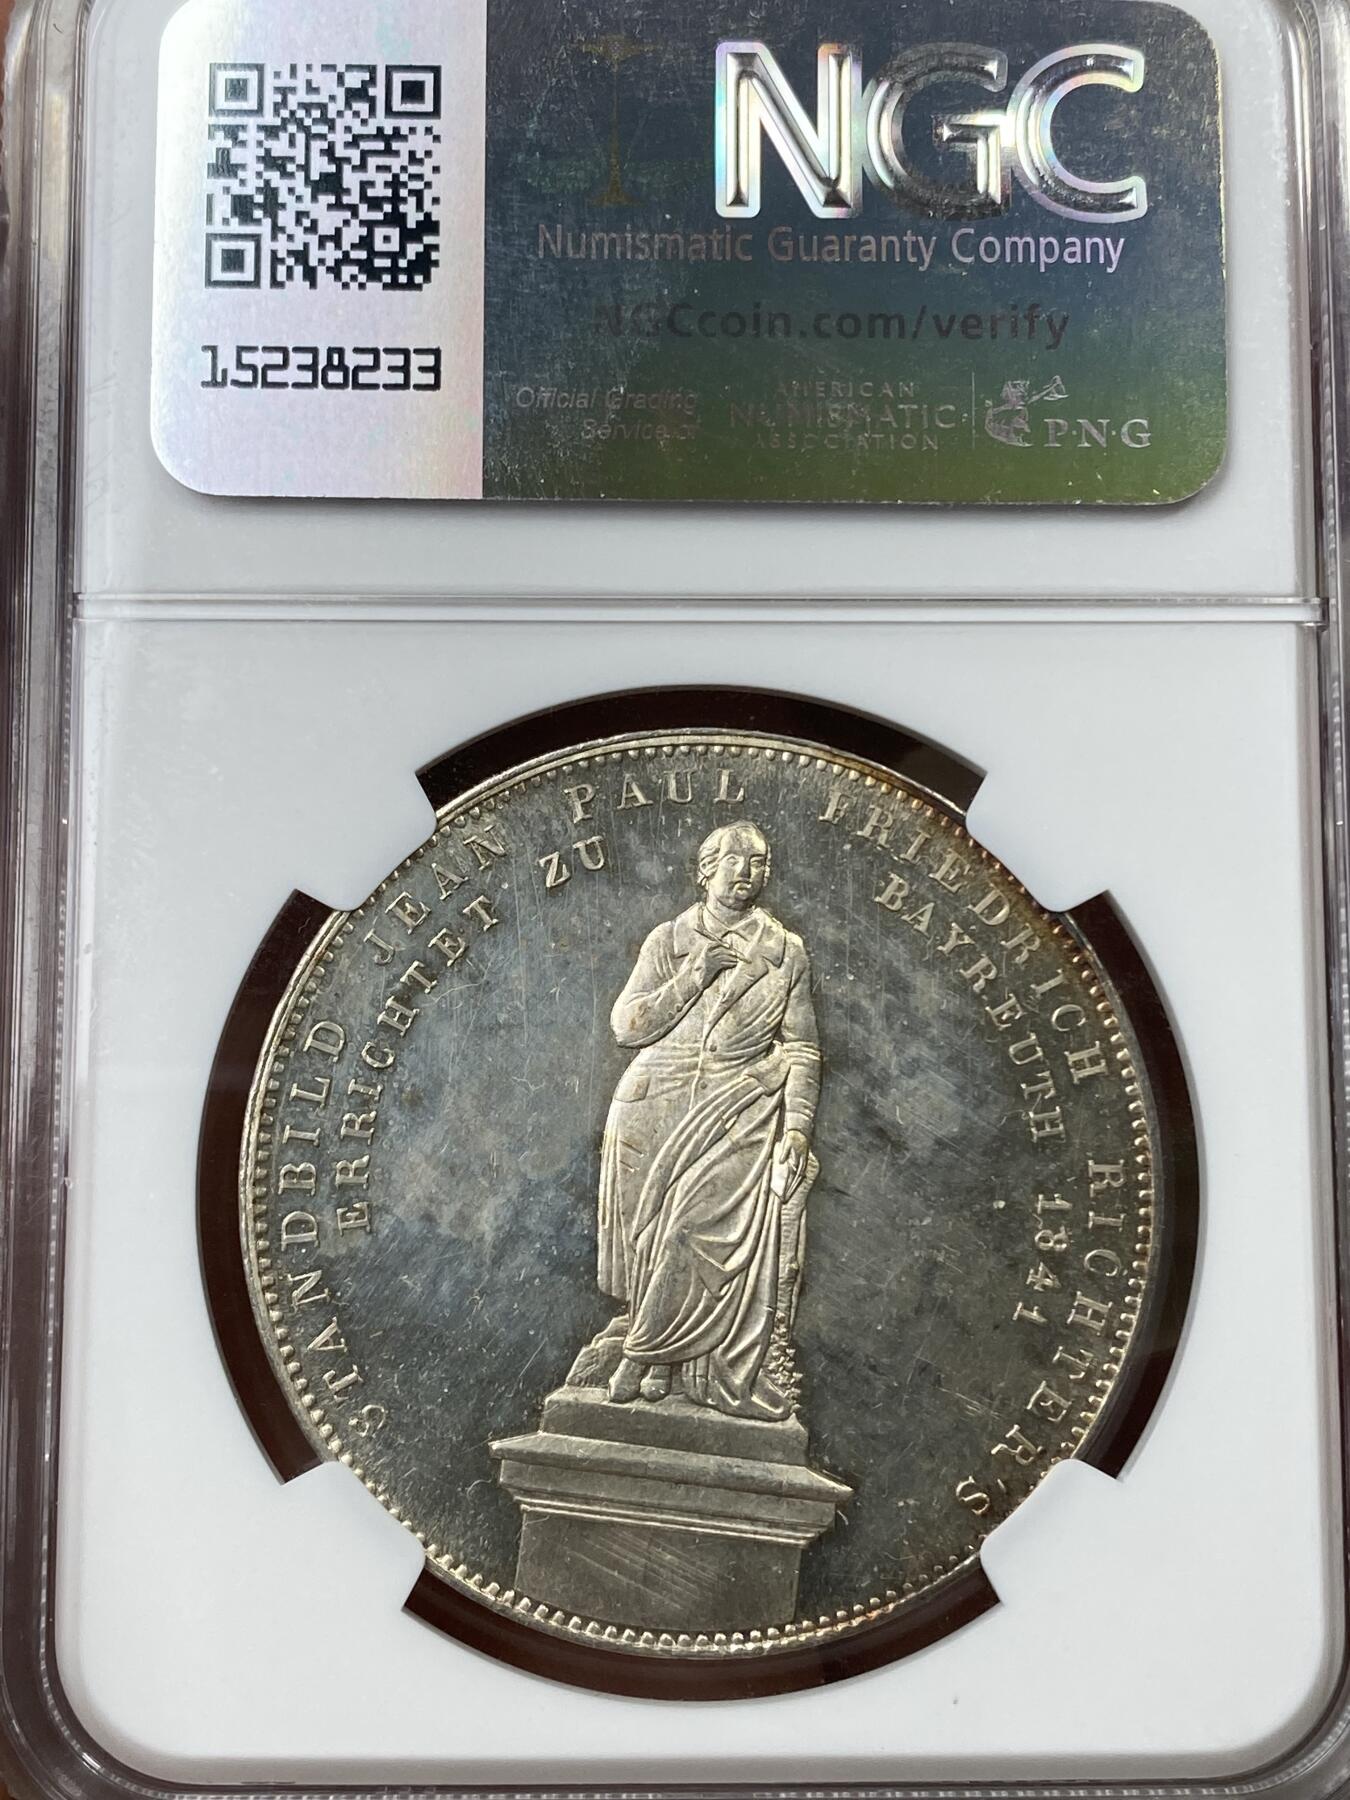 NGC
Numismatic Guaranty Company
NGCcoin.com/verify
15238233
Official Grading
Service of
AMERICAN
NUMISMATIC
ASSOCIATION
P·N·G
STANDBILD JEAN PAUL FRIEDRICH RICHTER'S
ERRICHTET ZU BAYREUTH 1841